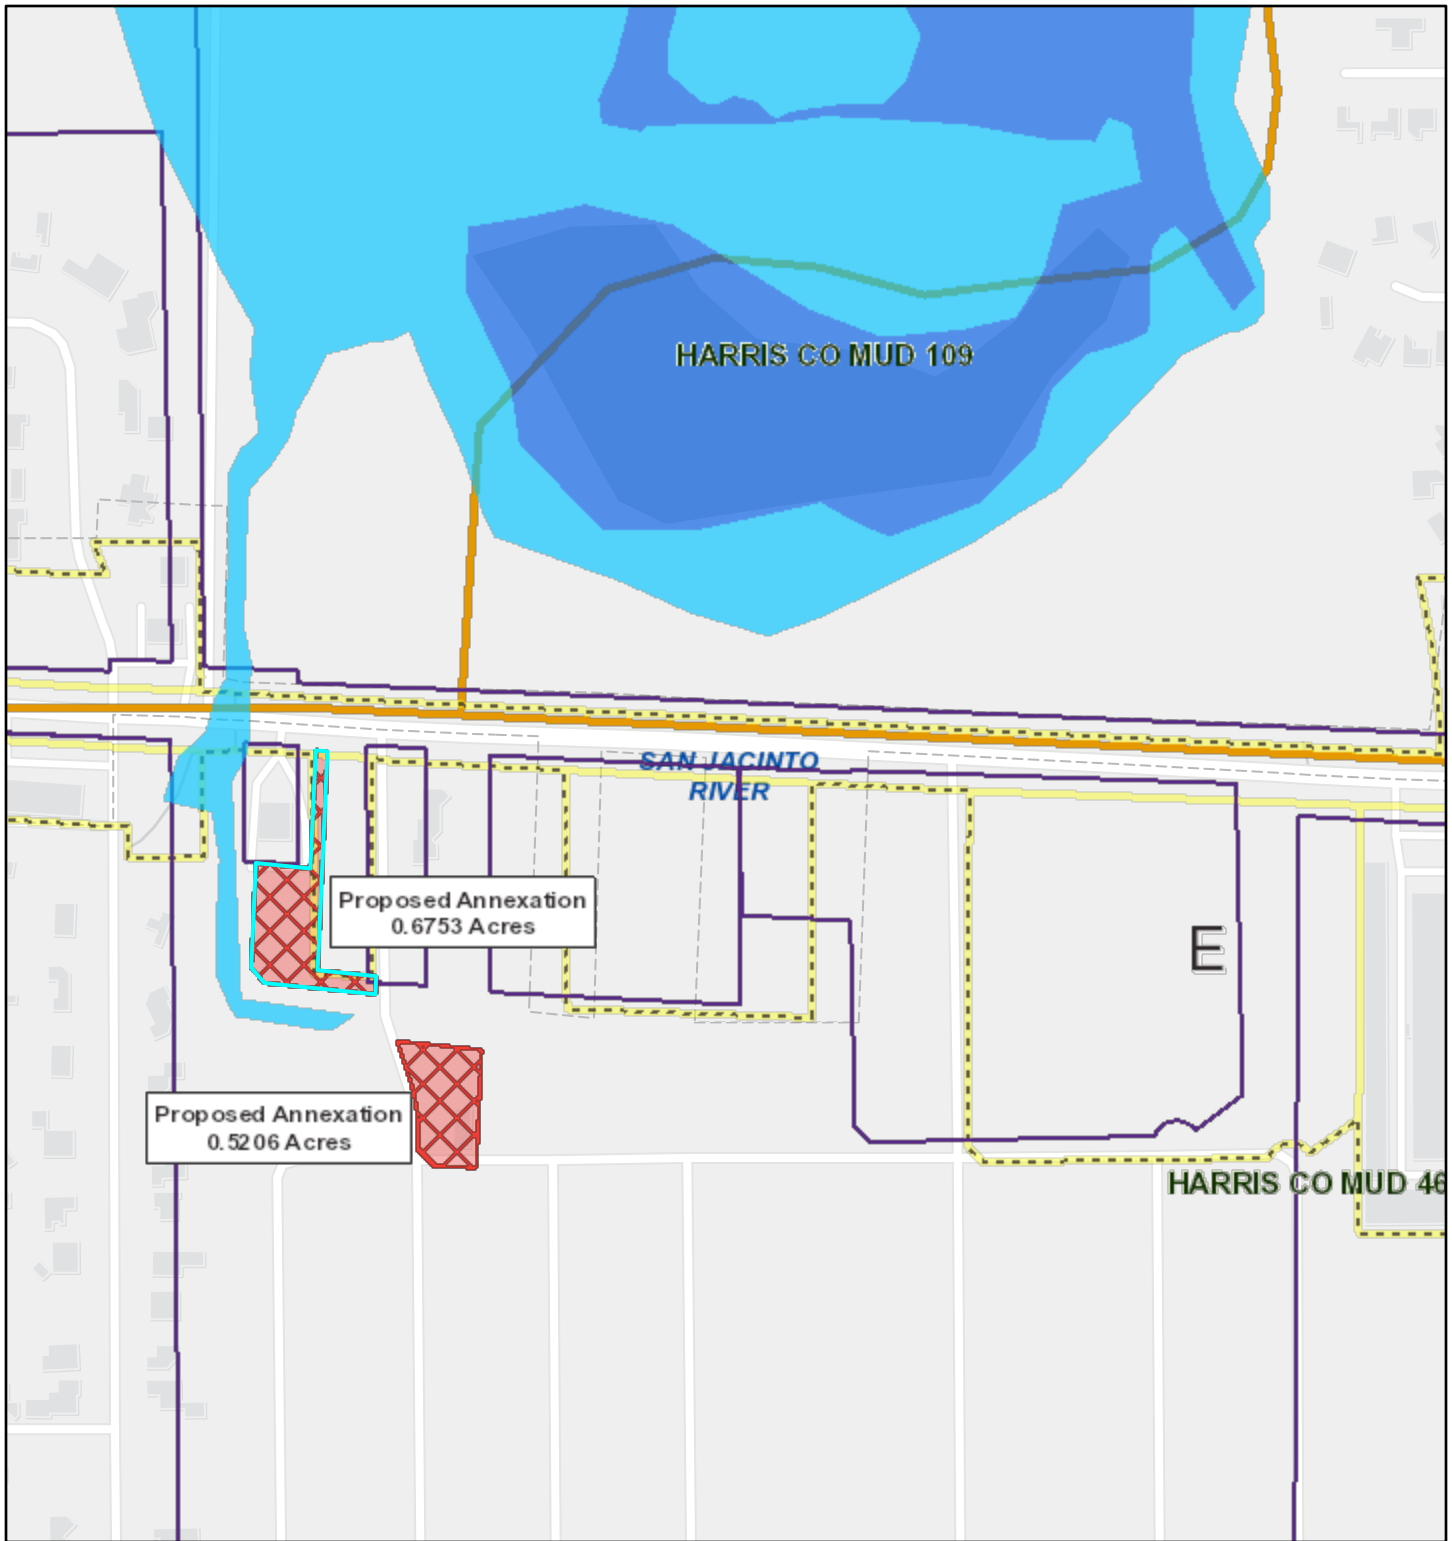 HARRIS CO MUD 109
SAN JACINTO
RIVER
Proposed Annexation
0.6753 Acres
E
Proposed Annexation
0.5206 Acres
HARRIS CO MUD 46